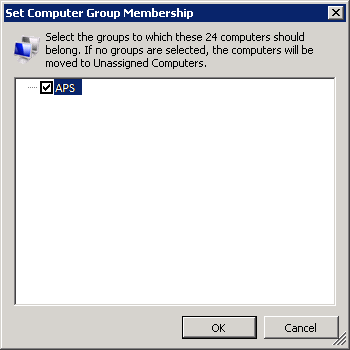 Set Computer Group Membership
Select the groups to which these 24 computers should
belong. If no groups are selected, the computers will be
moved to Unassigned Computers.
APS
OK
Cancel